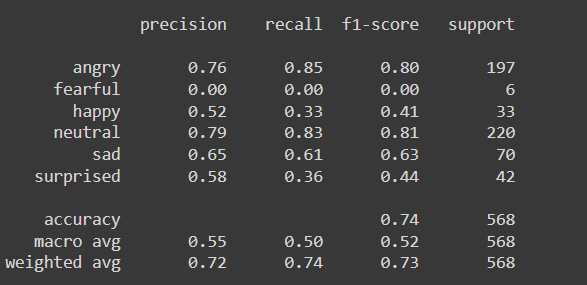 precision recall f1-score support
angry 0.76 0.85 0.80 197
fearful 0.00 0.00 0.00 6
happy 0.52 0.33 0.41 33
neutral 0.79 0.83 0.81 220
sad 0.65 0.61 0.63 70
surprised 0.58 0.36 0.44 42
accuracy 0.74 568
macro avg 0.55 0.50 0.52 568
weighted avg 0.72 0.74 0.73 568